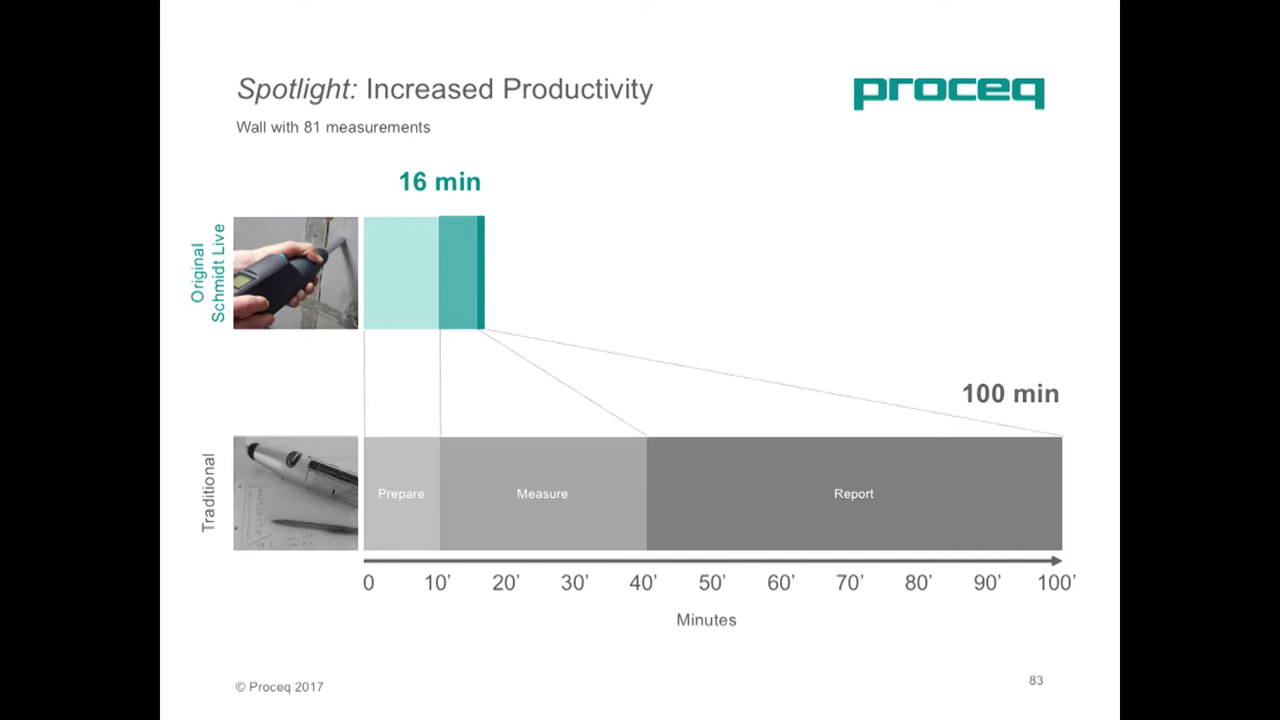 Spotlight: Increased Productivity
proceq
Wall with 81 measurements
16 min
Original
Schmidt Live
100 min
Traditional
Prepare
Measure
Report
0 10’ 20’ 30’ 40’ 50’ 60’ 70’ 80’ 90’ 100’
Minutes
© Proceq 2017
83